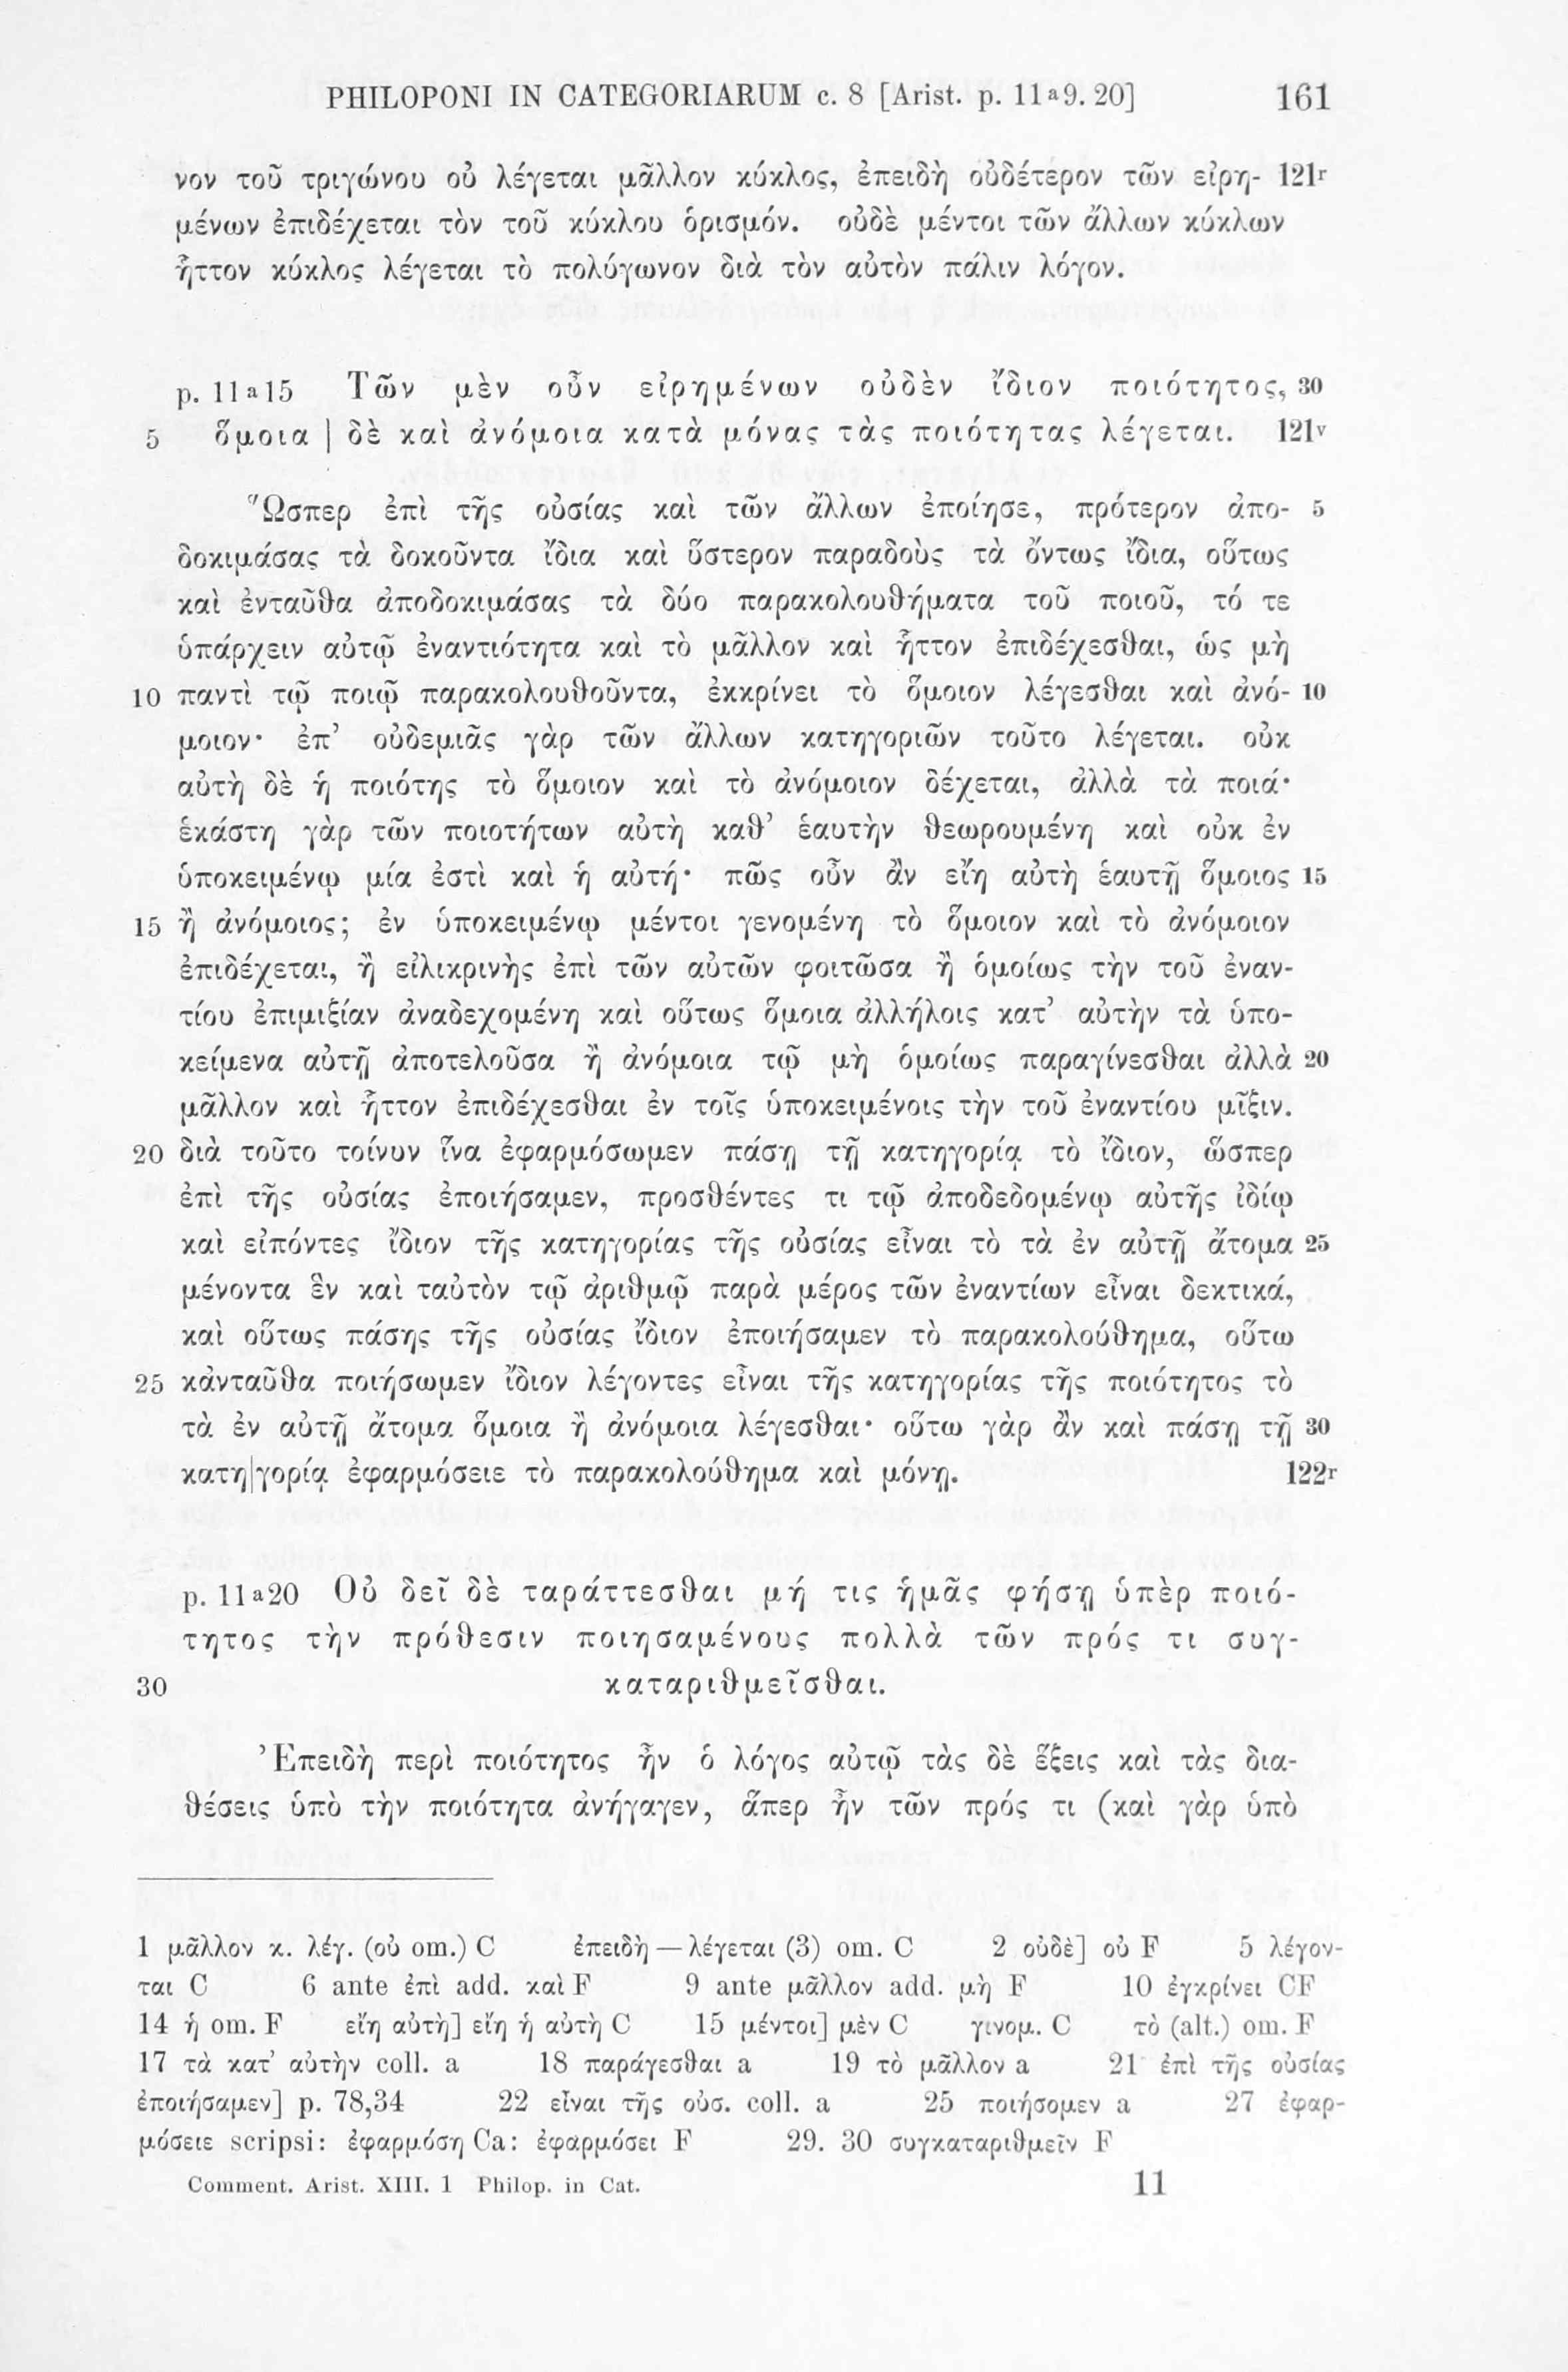 PHILOPONI IN CATEGORIARUM c. 8 [Arist. p. 11ᵃ9. 20] 161
νον τοῦ τριγώνου οὐ λέγεται μᾶλλον κύκλος, ἐπειδὴ οὐδέτερον τῶν εἰρη- 121ʳ
μένων ἐπιδέχεται τὸν τοῦ κύκλου ὁρισμόν. οὐδὲ μέντοι τῶν ἄλλων κύκλων
ἧττον κύκλος λέγεται τὸ πολύγωνον διὰ τὸν αὐτὸν πάλιν λόγον.
p. 11ᵃ15 Τῶν μὲν οὖν εἰρημένων οὐδὲν ἴδιον ποιότητος, 30
5 ὅμοια | δὲ καὶ ἀνόμοια κατὰ μόνας τὰς ποιότητας λέγεται. 121ᵛ
Ὥσπερ ἐπὶ τῆς οὐσίας καὶ τῶν ἄλλων ἐποίησε, πρότερον ἀπο- 5
δοκιμάσας τὰ δοκοῦντα ἴδια καὶ ὕστερον παραδοὺς τὰ ὄντως ἴδια, οὕτως
καὶ ἐνταῦθα ἀποδοκιμάσας τὰ δύο παρακολουθήματα τοῦ ποιοῦ, τό τε
ὑπάρχειν αὐτῷ ἐναντιότητα καὶ τὸ μᾶλλον καὶ ἧττον ἐπιδέχεσθαι, ὡς μὴ
10 παντὶ τῷ ποιῷ παρακολουθοῦντα, ἐκκρίνει τὸ ὅμοιον λέγεσθαι καὶ ἀνό- 10
μοιον· ἐπ’ οὐδεμιᾶς γὰρ τῶν ἄλλων κατηγοριῶν τοῦτο λέγεται. οὐκ
αὐτὴ δὲ ἡ ποιότης τὸ ὅμοιον καὶ τὸ ἀνόμοιον δέχεται, ἀλλὰ τὰ ποιά·
ἑκάστη γὰρ τῶν ποιοτήτων αὐτὴ καθ’ ἑαυτὴν θεωρουμένη καὶ οὐκ ἐν
ὑποκειμένῳ μία ἐστὶ καὶ ἡ αὐτή· πῶς οὖν ἂν εἴη αὐτὴ ἑαυτῇ ὅμοιος 15
15 ἢ ἀνόμοιος; ἐν ὑποκειμένῳ μέντοι γενομένη τὸ ὅμοιον καὶ τὸ ἀνόμοιον
ἐπιδέχεται, ἢ εἰλικρινὴς ἐπὶ τῶν αὐτῶν φοιτῶσα ἢ ὁμοίως τὴν τοῦ ἐναν-
τίου ἐπιμιξίαν ἀναδεχομένη καὶ οὕτως ὅμοια ἀλλήλοις κατ’ αὐτὴν τὰ ὑπο-
κείμενα αὐτῇ ἀποτελοῦσα ἢ ἀνόμοια τῷ μὴ ὁμοίως παραγίνεσθαι ἀλλὰ 20
μᾶλλον καὶ ἧττον ἐπιδέχεσθαι ἐν τοῖς ὑποκειμένοις τὴν τοῦ ἐναντίου μῖξιν.
20 διὰ τοῦτο τοίνυν ἵνα ἐφαρμόσωμεν πάσῃ τῇ κατηγορίᾳ τὸ ἴδιον, ὥσπερ
ἐπὶ τῆς οὐσίας ἐποιήσαμεν, προσθέντες τι τῷ ἀποδεδομένῳ αὐτῆς ἰδίῳ
καὶ εἰπόντες ἴδιον τῆς κατηγορίας τῆς οὐσίας εἶναι τὸ τὰ ἐν αὐτῇ ἄτομα 25
μένοντα ἓν καὶ ταὐτὸν τῷ ἀριθμῷ παρὰ μέρος τῶν ἐναντίων εἶναι δεκτικά,
καὶ οὕτως πάσης τῆς οὐσίας ἴδιον ἐποιήσαμεν τὸ παρακολούθημα, οὕτω
25 κἀνταῦθα ποιήσωμεν ἴδιον λέγοντες εἶναι τῆς κατηγορίας τῆς ποιότητος τὸ
τὰ ἐν αὐτῇ ἄτομα ὅμοια ἢ ἀνόμοια λέγεσθαι· οὕτω γὰρ ἂν καὶ πάσῃ τῇ 30
κατη|γορίᾳ ἐφαρμόσειε τὸ παρακολούθημα καὶ μόνῃ. 122ʳ
p. 11ᵃ20 Οὐ δεῖ δὲ ταράττεσθαι μή τις ἡμᾶς φήσῃ ὑπὲρ ποιό-
τητος τὴν πρόθεσιν ποιησαμένους πολλὰ τῶν πρός τι συγ-
30 καταριθμεῖσθαι.
Ἐπειδὴ περὶ ποιότητος ἦν ὁ λόγος αὐτῷ τὰς δὲ ἕξεις καὶ τὰς δια-
θέσεις ὑπὸ τὴν ποιότητα ἀνήγαγεν, ἅπερ ἦν τῶν πρός τι (καὶ γὰρ ὑπὸ
1 μᾶλλον κ. λέγ. (οὐ om.) C ἐπειδὴ — λέγεται (3) om. C 2 οὐδὲ] οὐ F 5 λέγον-
ται C 6 ante ἐπὶ add. καὶ F 9 ante μᾶλλον add. μὴ F 10 ἐγκρίνει CF
14 ἡ om. F εἴη αὐτὴ] εἴη ἡ αὐτὴ C 15 μέντοι] μὲν C γινομ. C τὸ (alt.) om. F
17 τὰ κατ’ αὐτὴν coll. a 18 παράγεσθαι a 19 τὸ μᾶλλον a 21 ἐπὶ τῆς οὐσίας
ἐποιήσαμεν] p. 78,34 22 εἶναι τῆς οὐσ. coll. a 25 ποιήσομεν a 27 ἐφαρ-
μόσειε scripsi: ἐφαρμόσῃ Ca: ἐφαρμόσει F 29. 30 συγκαταριθμεῖν F
Comment. Arist. XIII. 1 Philop. in Cat. 11